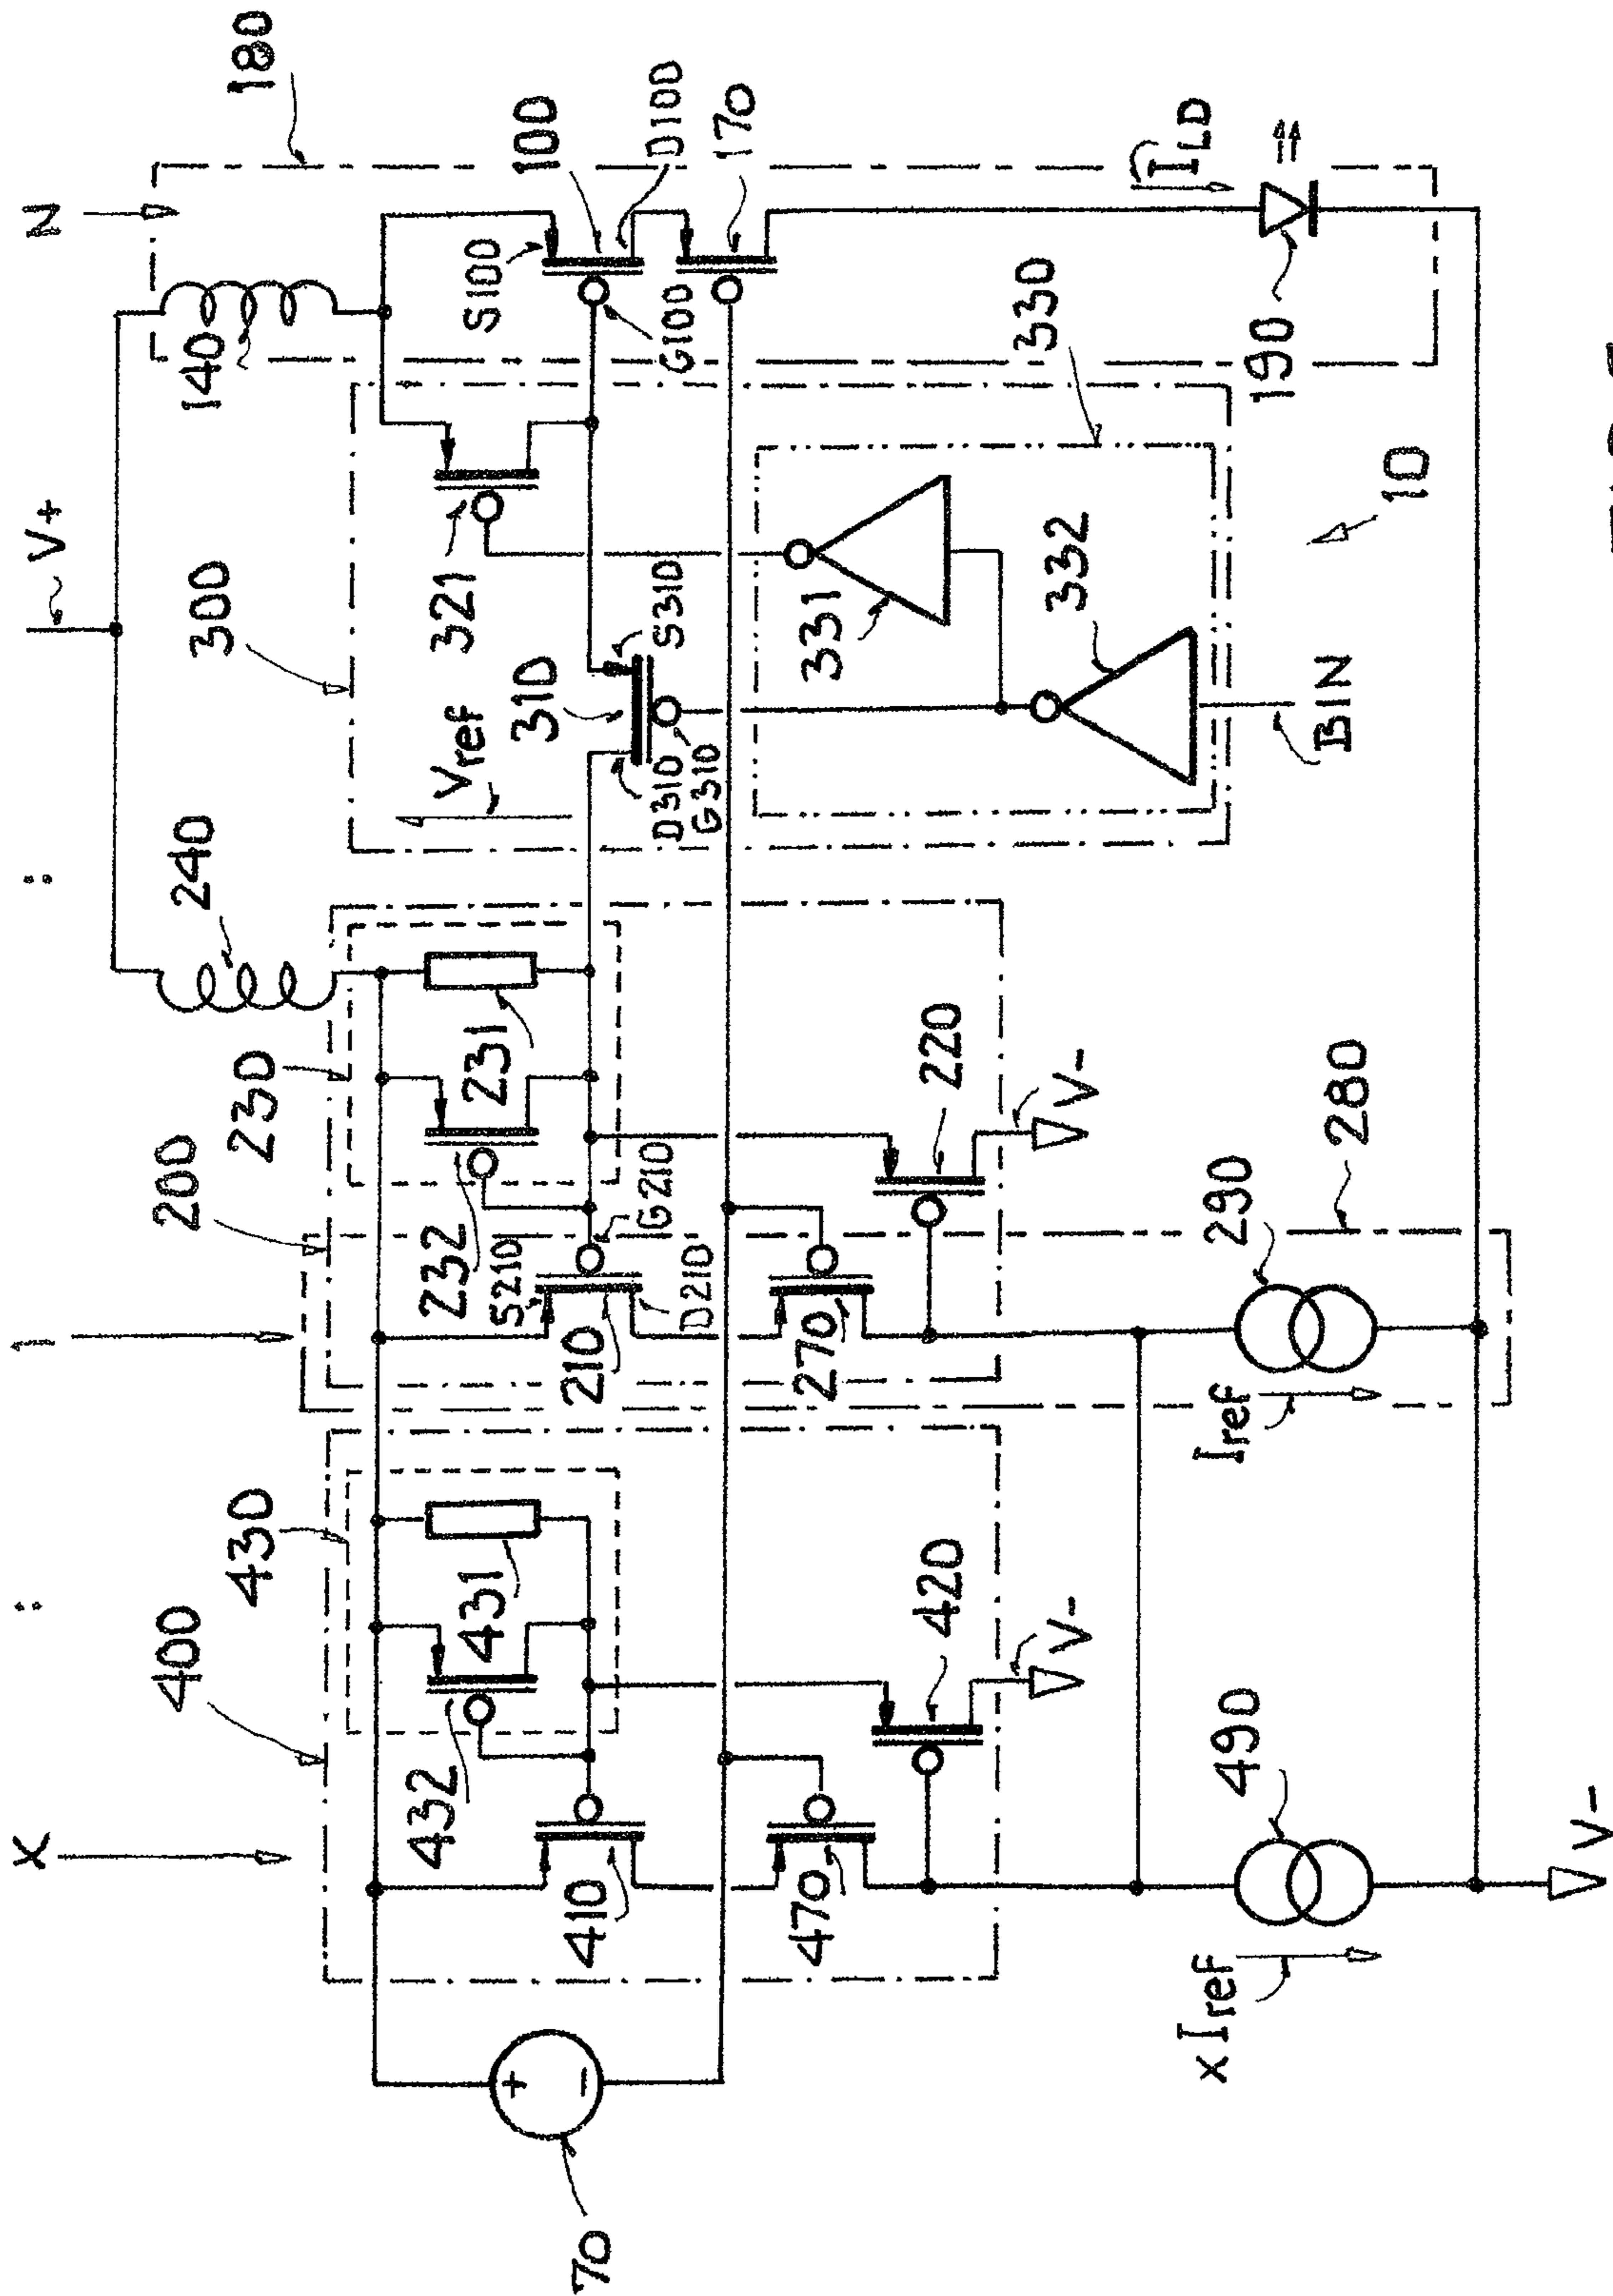 X : 1 : V+ N
400 200 240 300 140 180
430 230
432 431 232 231 Vref 321 S100 100
S210 310
70 410 210 G210 D310 S310 G100 D100
D210 G310 170
470 270 331
420 220 332 330
V- V-
x Iref 490 Iref 290 190 ILD
280 BIN 10
V-